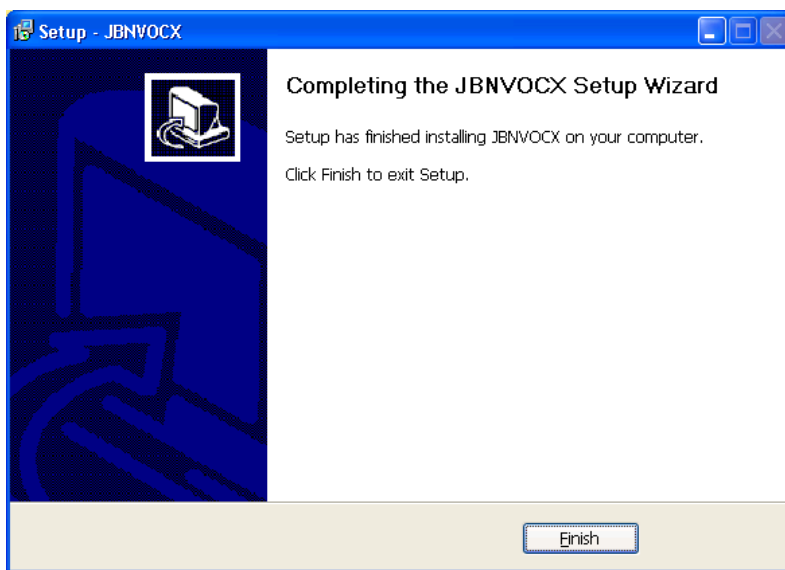 Setup - JBNVOCX
Completing the JBNVOCX Setup Wizard
Setup has finished installing JBNVOCX on your computer.
Click Finish to exit Setup.
Finish